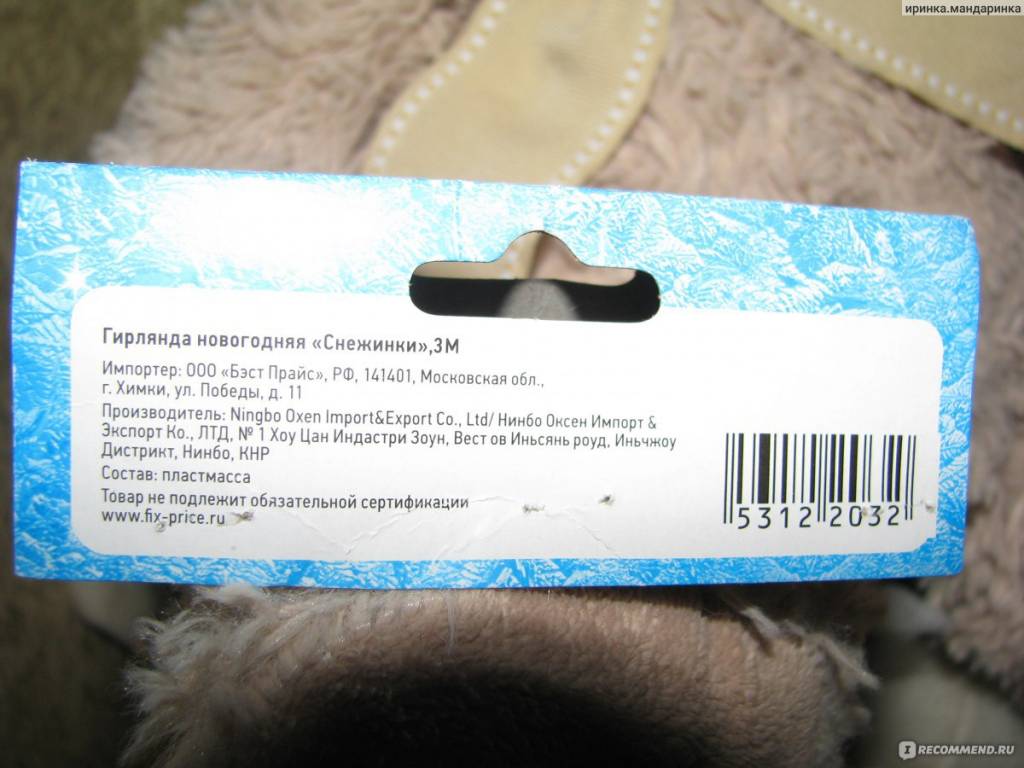 иринка.мандаринка
Гирлянда новогодняя «Снежинки»,3М
Импортер: ООО «Бэст Прайс», РФ, 141401, Московская обл.,
г. Химки, ул. Победы, д. 11
Производитель: Ningbo Oxen Import&Export Co., Ltd/ Нинбо Оксен Импорт &
Экспорт Ко., ЛТД, № 1 Хоу Цан Индастри Зоун, Вест ов Иньсянь роуд, Иньчжоу
Дистрикт, Нинбо, КНР
Состав: пластмасса
Товар не подлежит обязательной сертификации
www.fix-price.ru
5312 2032
I RECOMMEND.RU